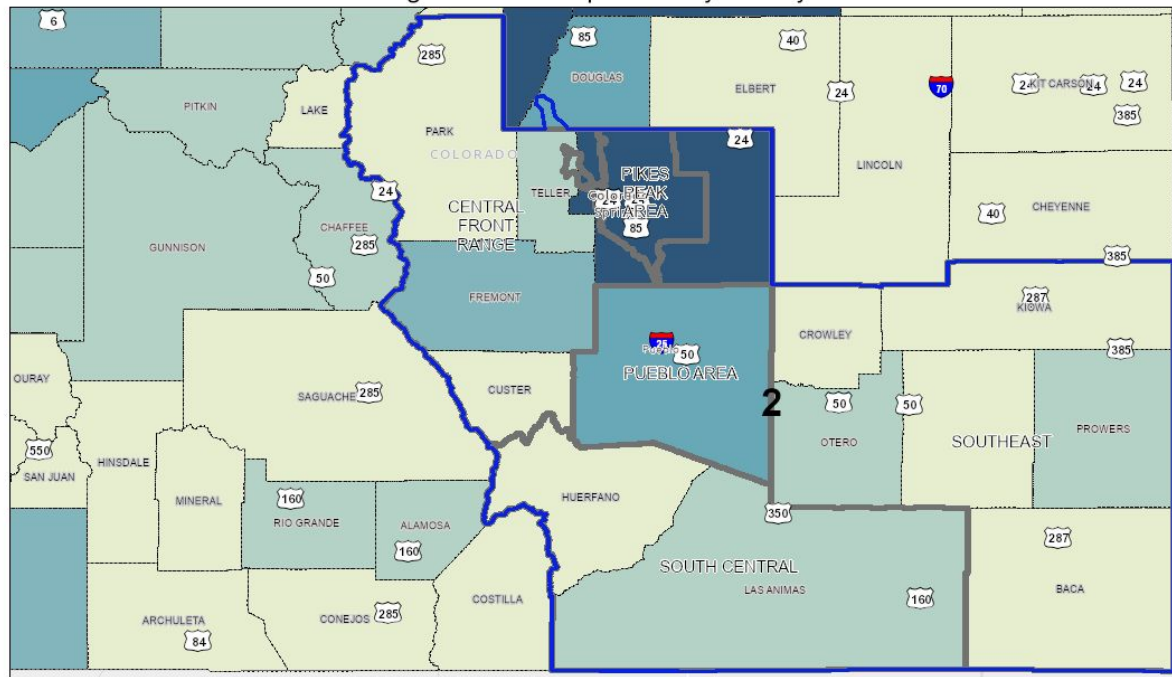 6
85
40
285
70
24
24
KIT CARSON
24
DOUGLAS
ELBERT
24
PITKIN
LAKE
385
PARK
24
COLORADO
LINCOLN
PIKES
PEAK
AREA
TELLER
24
24
CENTRAL
FRONT
RANGE
CHEYENNE
40
CHAFFEE
85
285
GUNNISON
385
50
FREMONT
287
KIOWA
CROWLEY
25
50
385
PUEBLO AREA
OURAY
CUSTER
SAGUACHE
285
2
50
50
PROWERS
SOUTHEAST
OTERO
550
HINSDALE
SAN JUAN
MINERAL
160
HUERFANO
RIO GRANDE
ALAMOSA
350
160
287
SOUTH CENTRAL
LAS ANIMAS
BACA
COSTILLA
160
ARCHULETA
CONEJOS
285
84